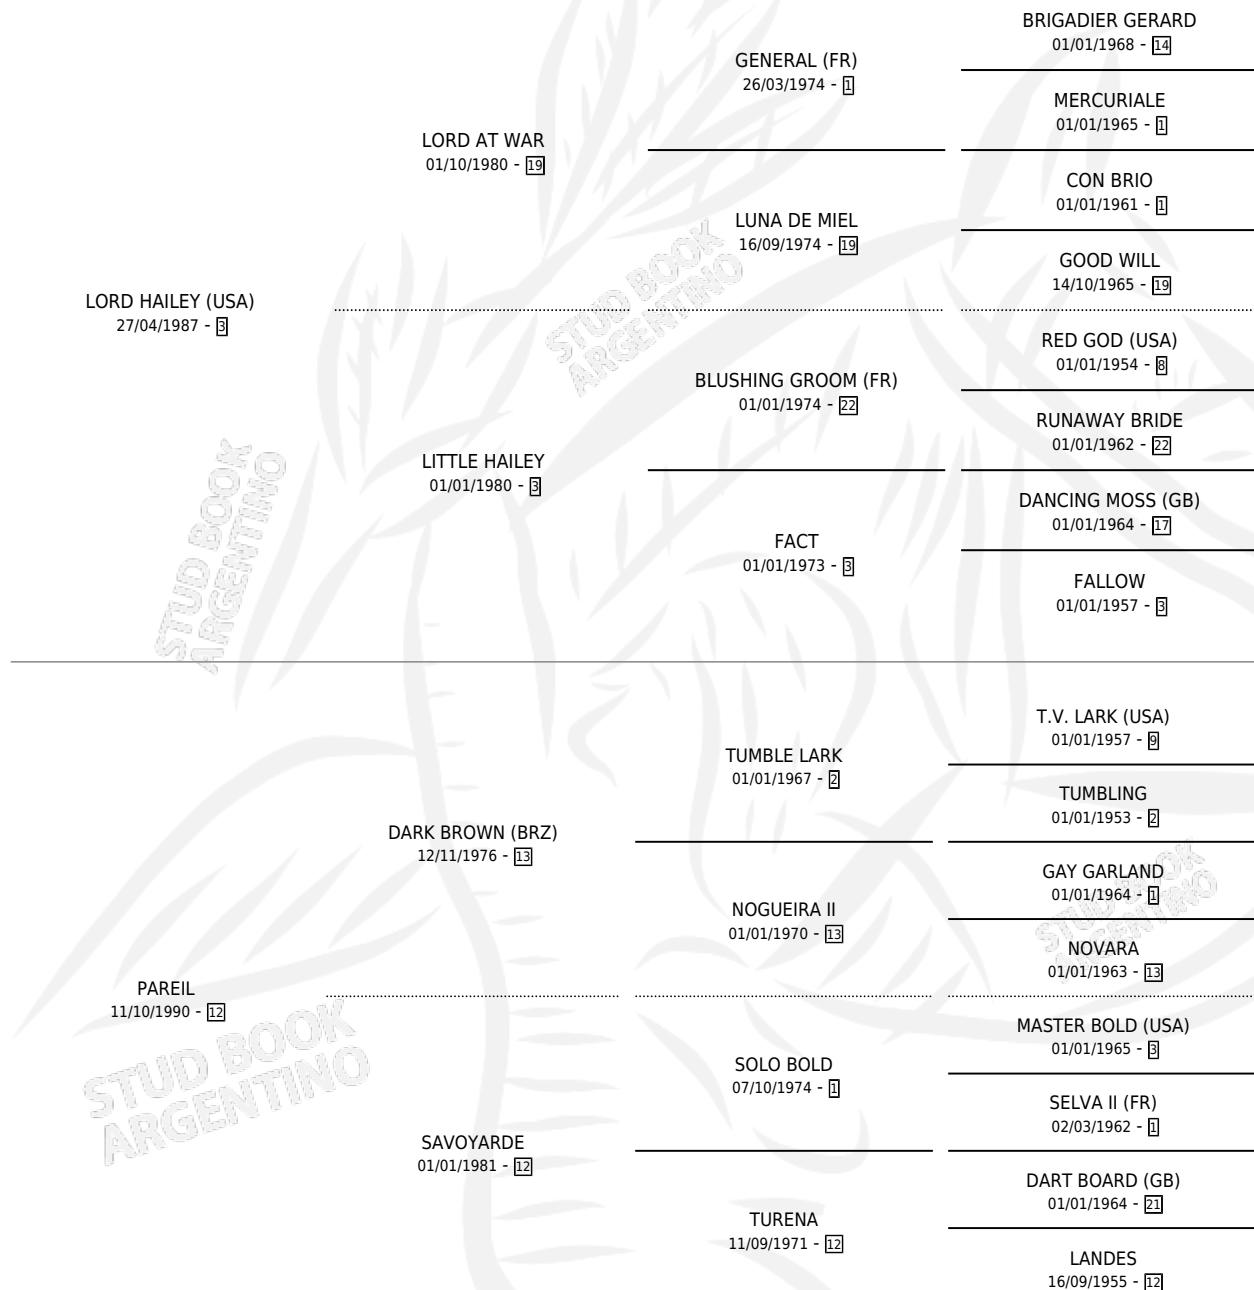 BRIGADIER GERARD
01/01/1968 - 14
GENERAL (FR)
26/03/1974 - 1
MERCURIALE
01/01/1965 - 1
LORD AT WAR
01/10/1980 - 19
CON BRIO
01/01/1961 - 1
LUNA DE MIEL
16/09/1974 - 19
GOOD WILL
14/10/1965 - 19
LORD HAILEY (USA)
27/04/1987 - 3
RED GOD (USA)
01/01/1954 - 8
BLUSHING GROOM (FR)
01/01/1974 - 22
RUNAWAY BRIDE
01/01/1962 - 22
LITTLE HAILEY
01/01/1980 - 3
DANCING MOSS (GB)
01/01/1964 - 17
FACT
01/01/1973 - 3
FALLOW
01/01/1957 - 3
STUD BOOK
ARGENTINO
STUD BOOK
ARGENTINO
T.V. LARK (USA)
01/01/1957 - 9
TUMBLE LARK
01/01/1967 - 2
TUMBLING
01/01/1953 - 2
DARK BROWN (BRZ)
12/11/1976 - 13
GAY GARLAND
01/01/1964 - 1
NOGUEIRA II
01/01/1970 - 13
NOVARA
01/01/1963 - 13
PAREIL
11/10/1990 - 12
MASTER BOLD (USA)
01/01/1965 - 3
SOLO BOLD
07/10/1974 - 1
SELVA II (FR)
02/03/1962 - 1
SAVOYARDE
01/01/1981 - 12
DART BOARD (GB)
01/01/1964 - 21
TURENA
11/09/1971 - 12
LANDES
16/09/1955 - 12
STUD BOOK
ARGENTINO
STUD BOOK
ARGENTINO